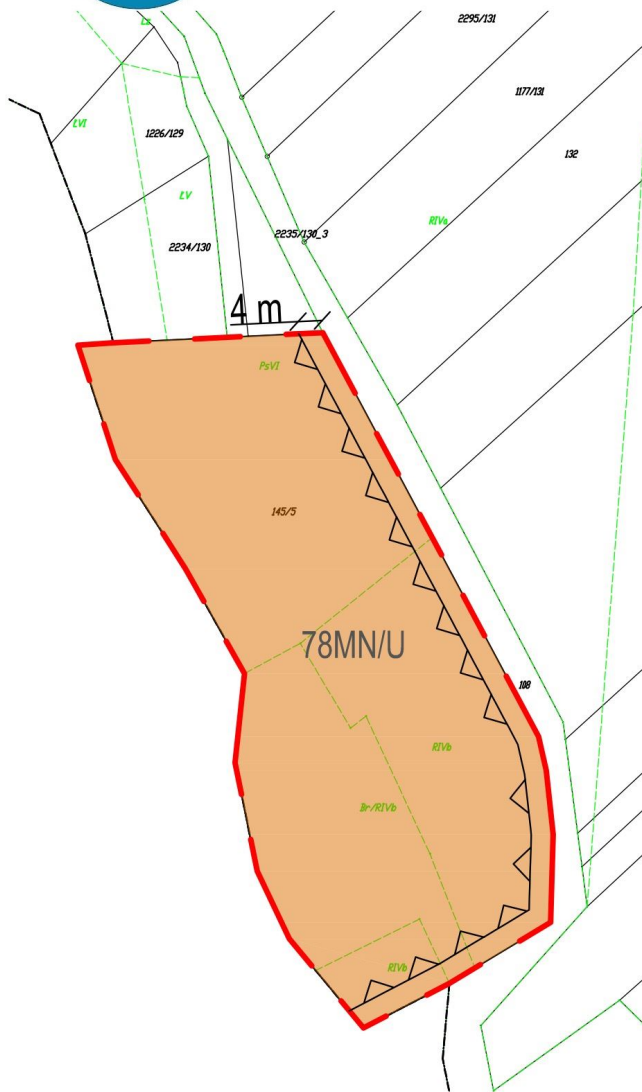 LS
2295/131
1177/131
ŁVI
1226/129
132
ŁV
RIVa
2235/130_3
2234/130
4 m
PsVI
145/5
78MN/U
108
RIVb
Br/RIVb
RIVb